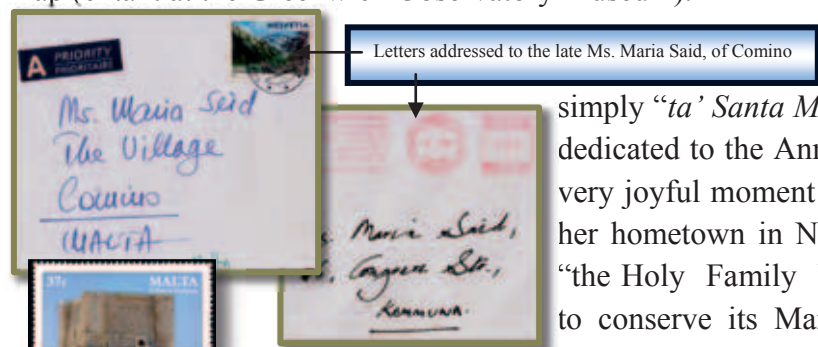 Letters addressed to the late Ms. Maria Said, of Comino
HELVETIA
A PRIORITY
PRIORITAIRE
Ms. Maria Said
The Village
Comino
MALTA
Maria Said,
Congreve Str.,
Kemmuna.
37c MALTA
simply "ta' Santa M
dedicated to the Ann
very joyful moment
her hometown in N
"the Holy Family
to conserve its Ma